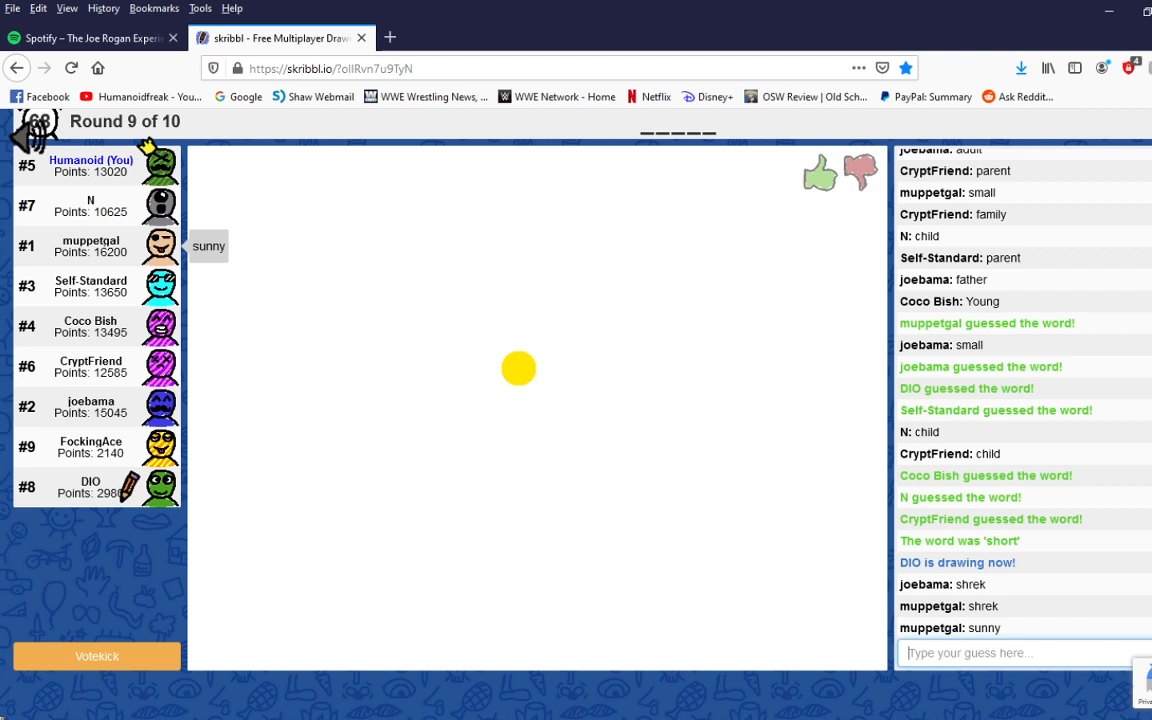 File Edit View History Bookmarks Tools Help
Spotify – The Joe Rogan Experi
skribbl - Free Multiplayer Draw
https://skribbl.io/?olIRvn7u9TyN
4
Facebook Humanoidfreak - You... Google Shaw Webmail WWE Wrestling News, ... WWE Network - Home Netflix Disney+ OSW Review | Old Sch... PayPal: Summary Ask Reddit...
68 Round 9 of 10 _ _ _ _ _
#5 Humanoid (You)
Points: 13020
#7 N
Points: 10625
#1 muppetgal
Points: 16200
sunny
#3 Self-Standard
Points: 13650
#4 Coco Bish
Points: 13495
#6 CryptFriend
Points: 12585
#2 joebama
Points: 15045
#9 FockingAce
Points: 2140
#8 DIO
Points: 2980
Votekick
joebama: adult
CryptFriend: parent
muppetgal: small
CryptFriend: family
N: child
Self-Standard: parent
joebama: father
Coco Bish: Young
muppetgal guessed the word!
joebama: small
joebama guessed the word!
DIO guessed the word!
Self-Standard guessed the word!
N: child
CryptFriend: child
Coco Bish guessed the word!
N guessed the word!
CryptFriend guessed the word!
The word was 'short'
DIO is drawing now!
joebama: shrek
muppetgal: shrek
muppetgal: sunny
Type your guess here...